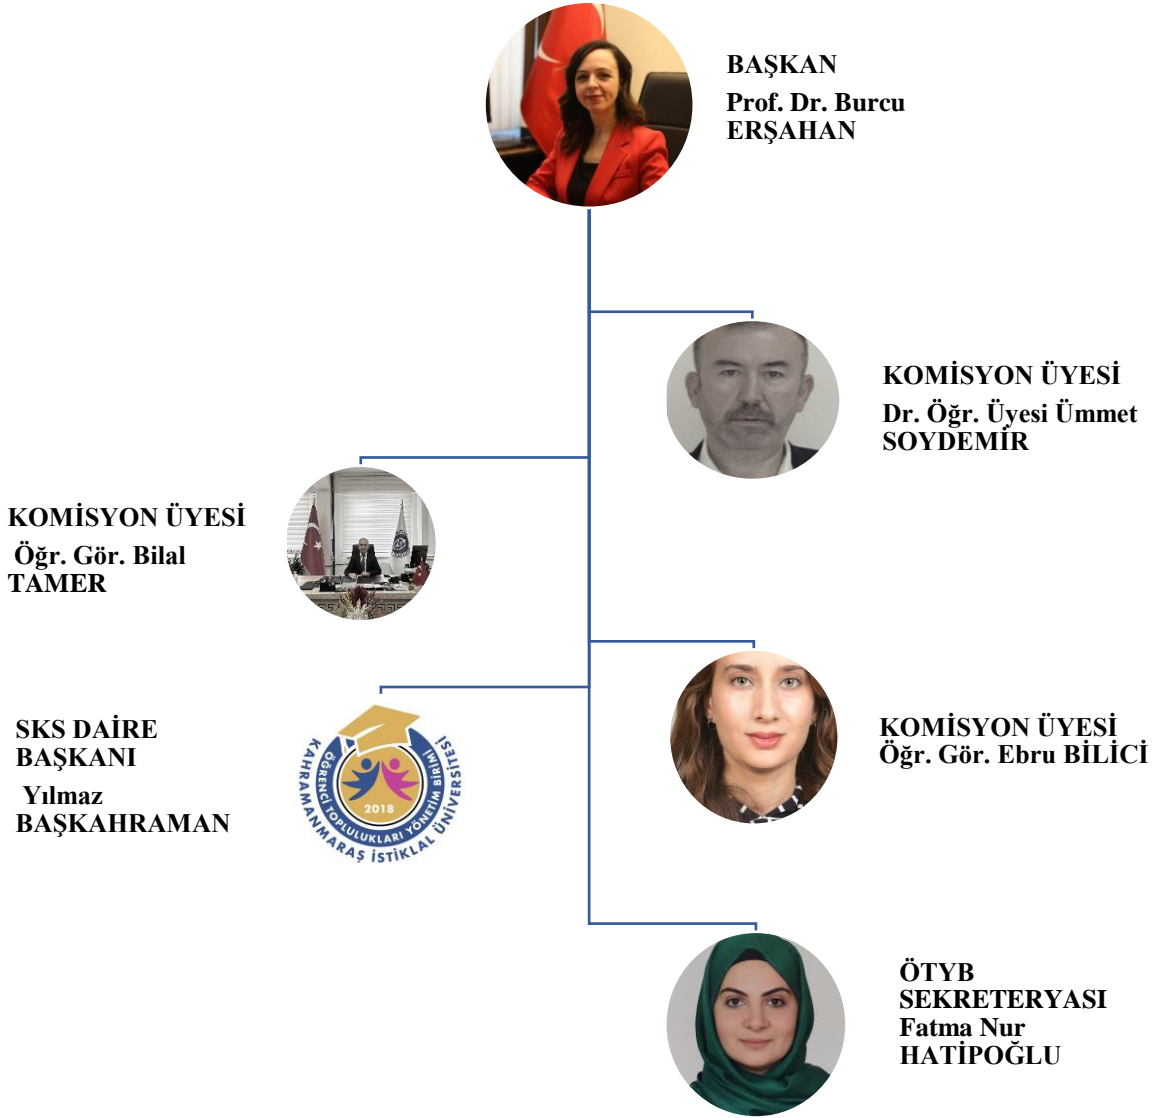 BAŞKAN
Prof. Dr. Burcu
ERŞAHAN
KOMİSYON ÜYESİ
Dr. Öğr. Üyesi Ümmet
SOYDEMİR
KOMİSYON ÜYESİ
Öğr. Gör. Bilal
TAMER
KOMİSYON ÜYESİ
Öğr. Gör. Ebru BİLİCİ
SKS DAİRE
BAŞKANI
Yılmaz
BAŞKAHRAMAN
ÖĞRENCİ TOPLULUKLARI YÖNETİM BİRİMİ
KAHRAMANMARAŞ İSTİKLAL ÜNİVERSİTESİ
2018
ÖTYB
SEKRETERYASI
Fatma Nur
HATİPOĞLU